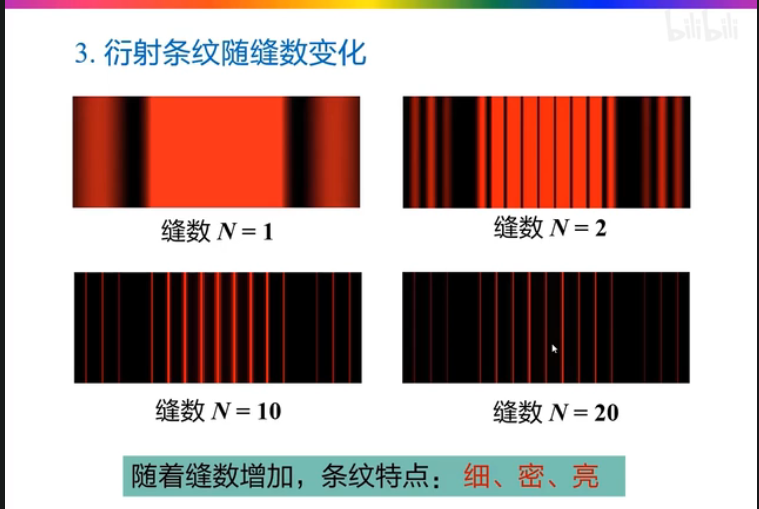 bilibili
3. 衍射条纹随缝数变化
缝数 N = 1
缝数 N = 2
缝数 N = 10
缝数 N = 20
随着缝数增加，条纹特点： 细、密、亮